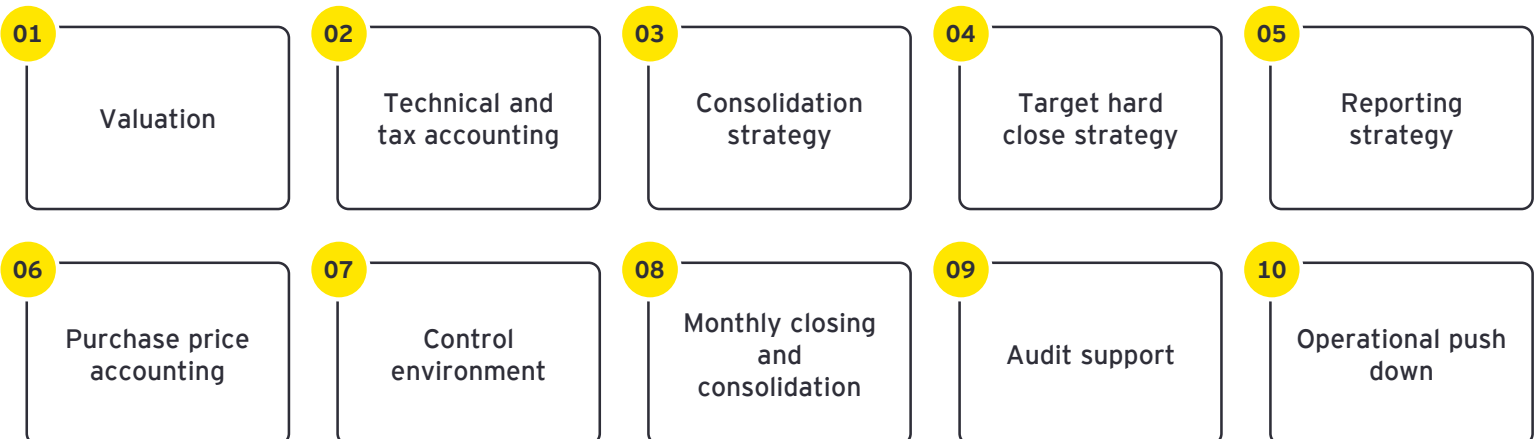 01
Valuation
02
Technical and
tax accounting
03
Consolidation
strategy
04
Target hard
close strategy
05
Reporting
strategy
06
Purchase price
accounting
07
Control
environment
08
Monthly closing
and
consolidation
09
Audit support
10
Operational push
down